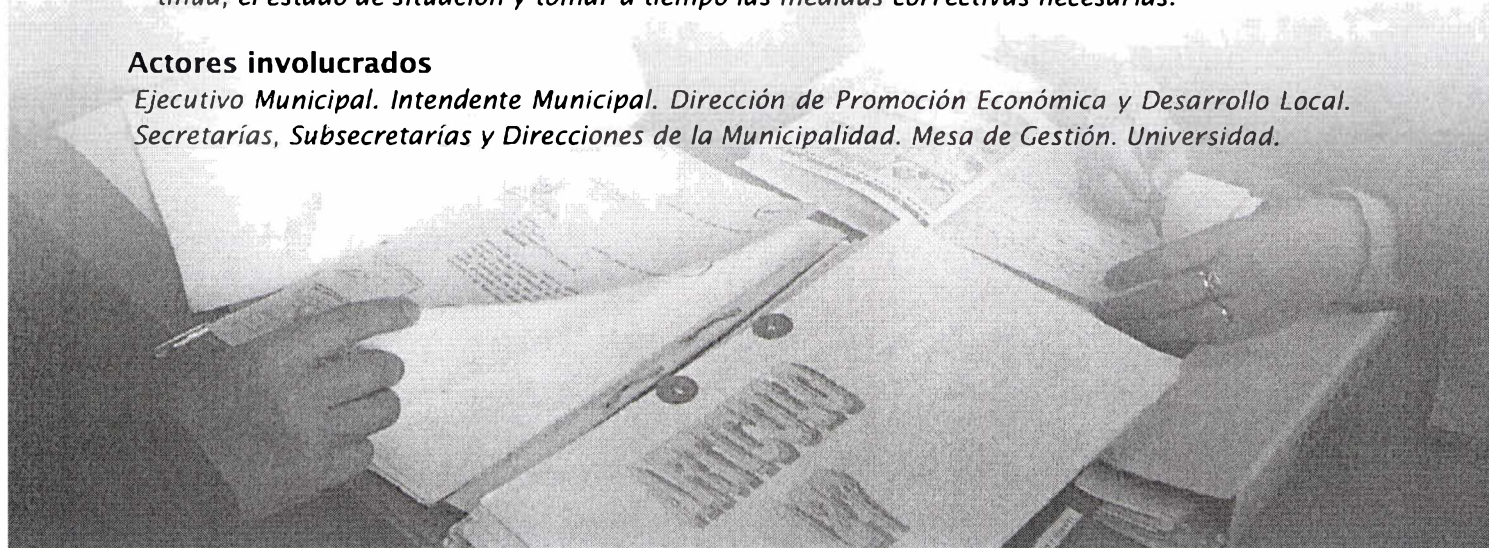 el estado de situación y tomar a tiempo las medidas correctivas necesarias.
Actores involucrados
Ejecutivo Municipal. Intendente Municipal. Dirección de Promoción Económica y Desarrollo Local.
Secretarías, Subsecretarías y Direcciones de la Municipalidad. Mesa de Gestión. Universidad.